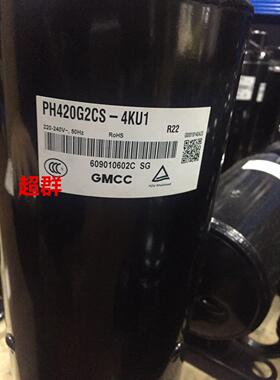 PH420G2CS-4KU1
R22
220-240V~, 50Hz
RoHS
609010602C SG
GMCC
超群